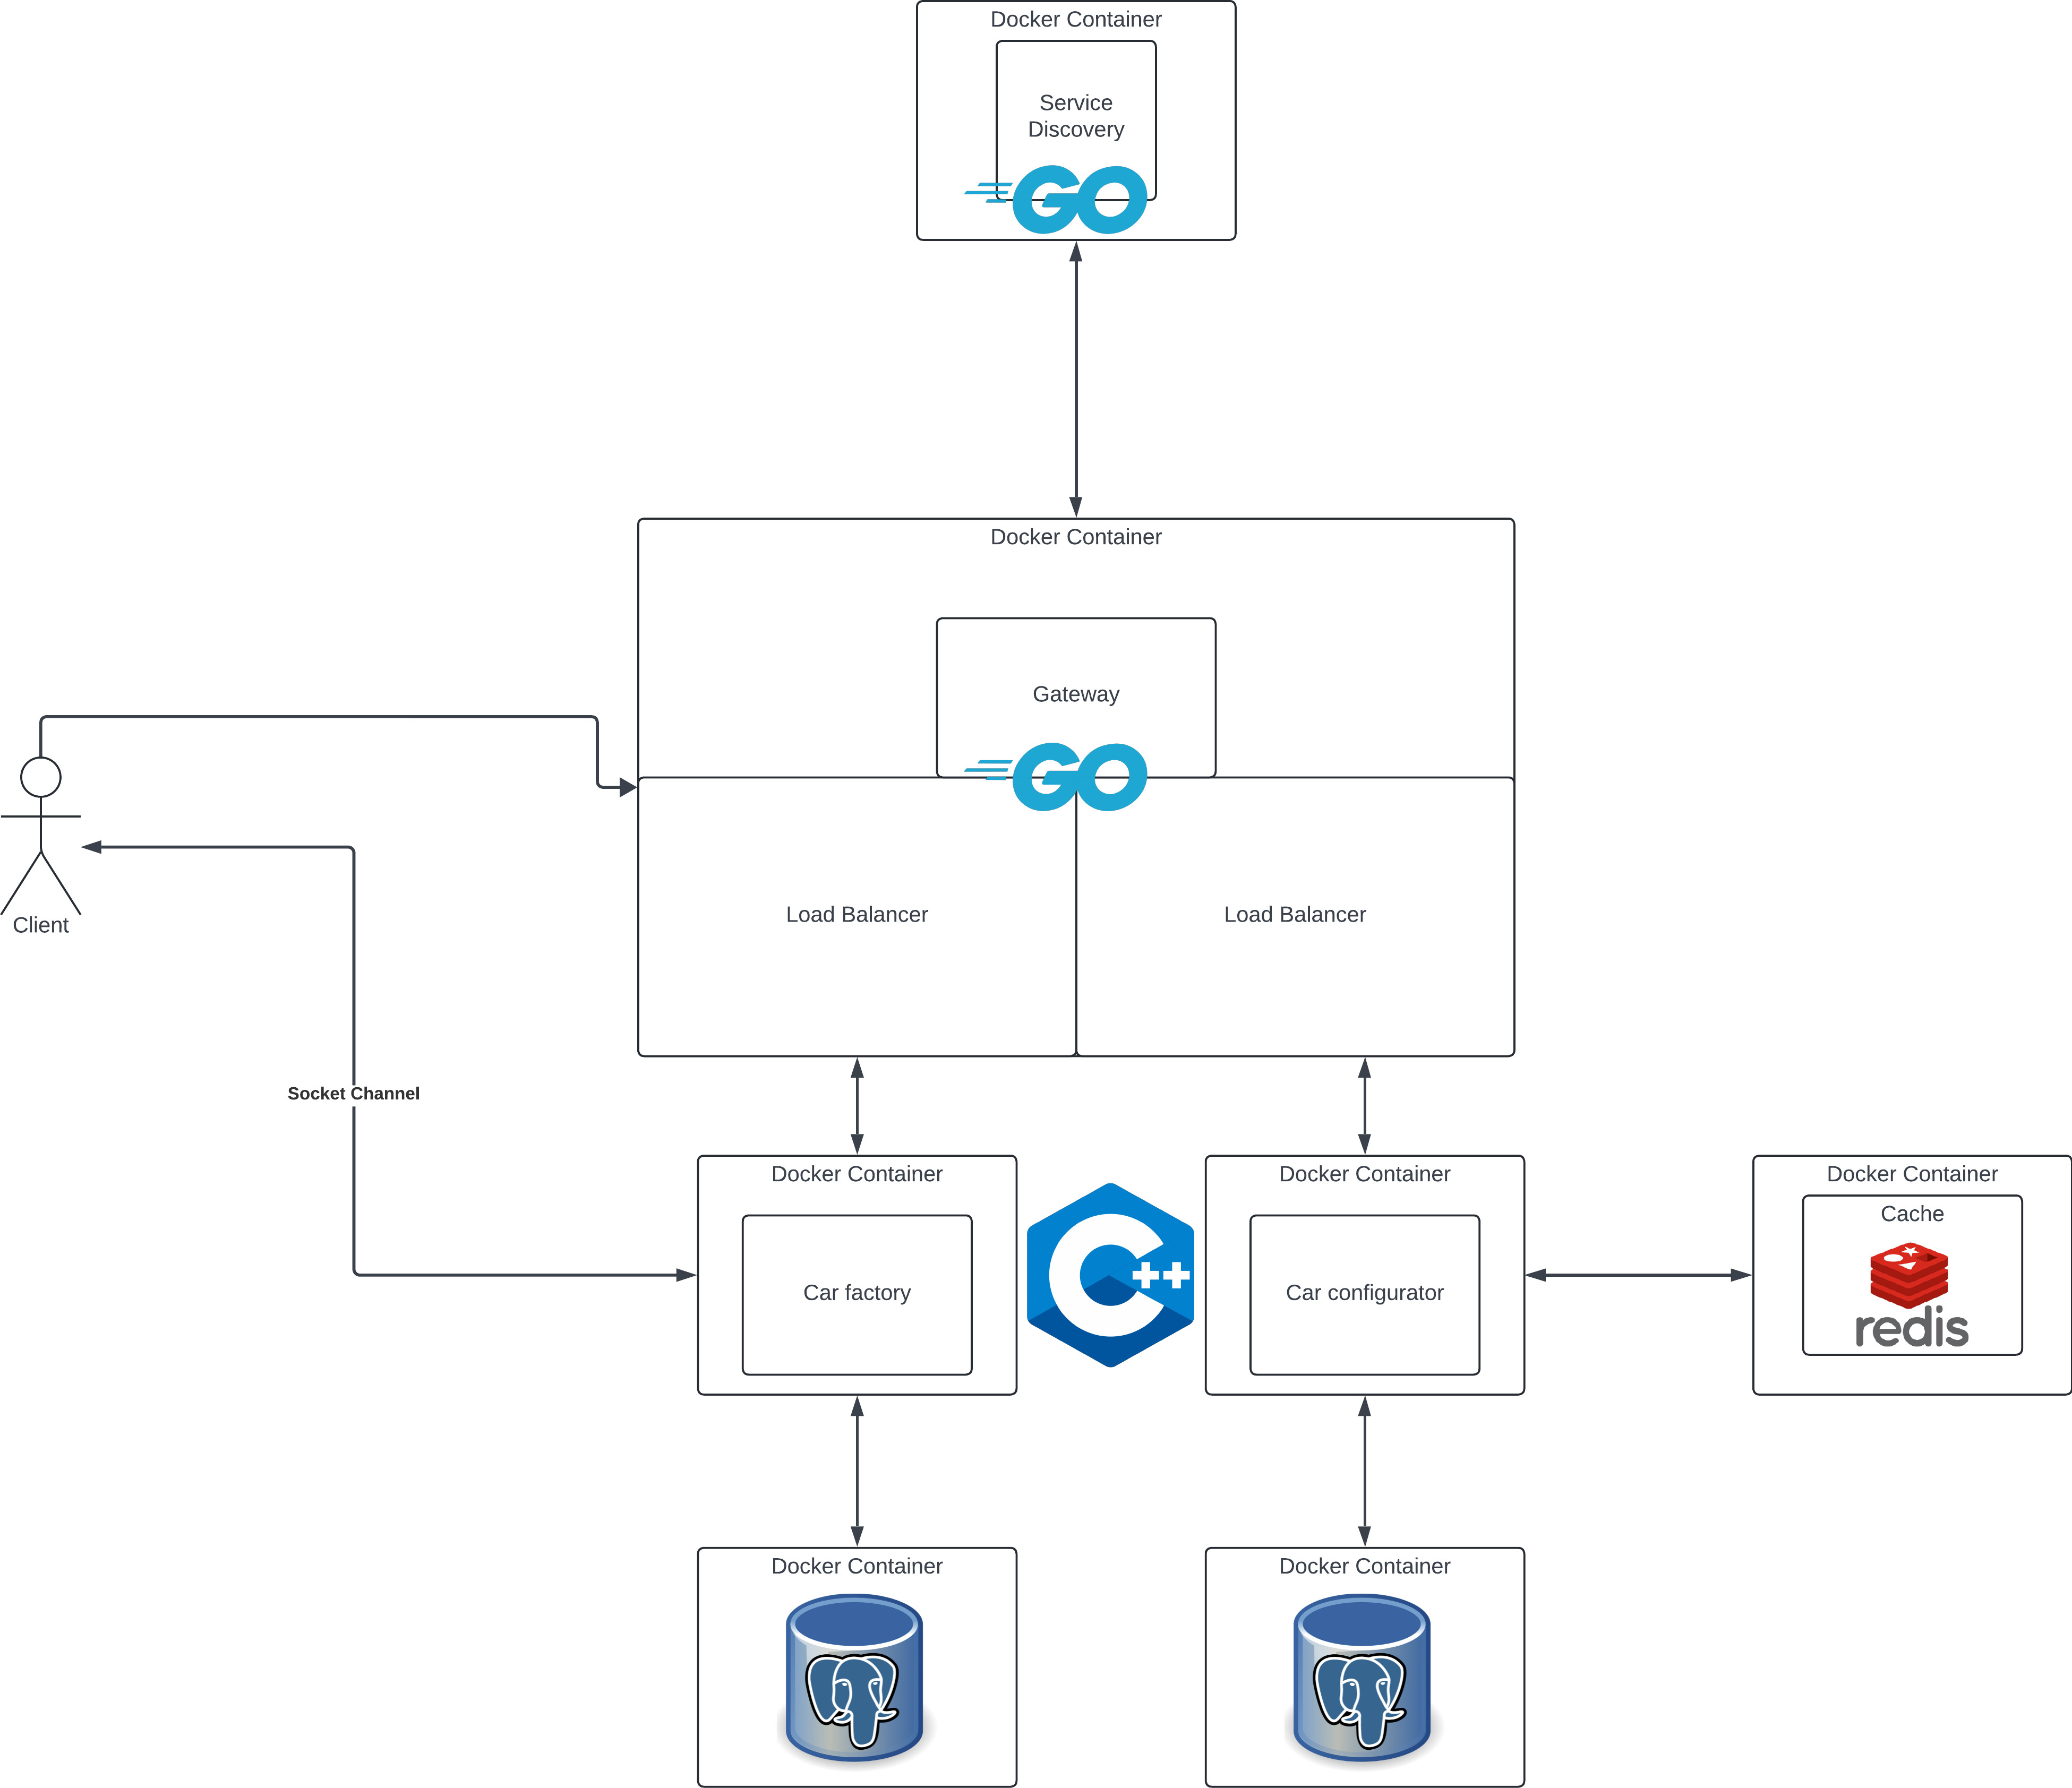 Docker Container
Service
Discovery
GO
Docker Container
Gateway
GO
Load Balancer
Load Balancer
Client
Socket Channel
Docker Container
Car factory
C++
Docker Container
Car configurator
Docker Container
Cache
redis
Docker Container
Docker Container